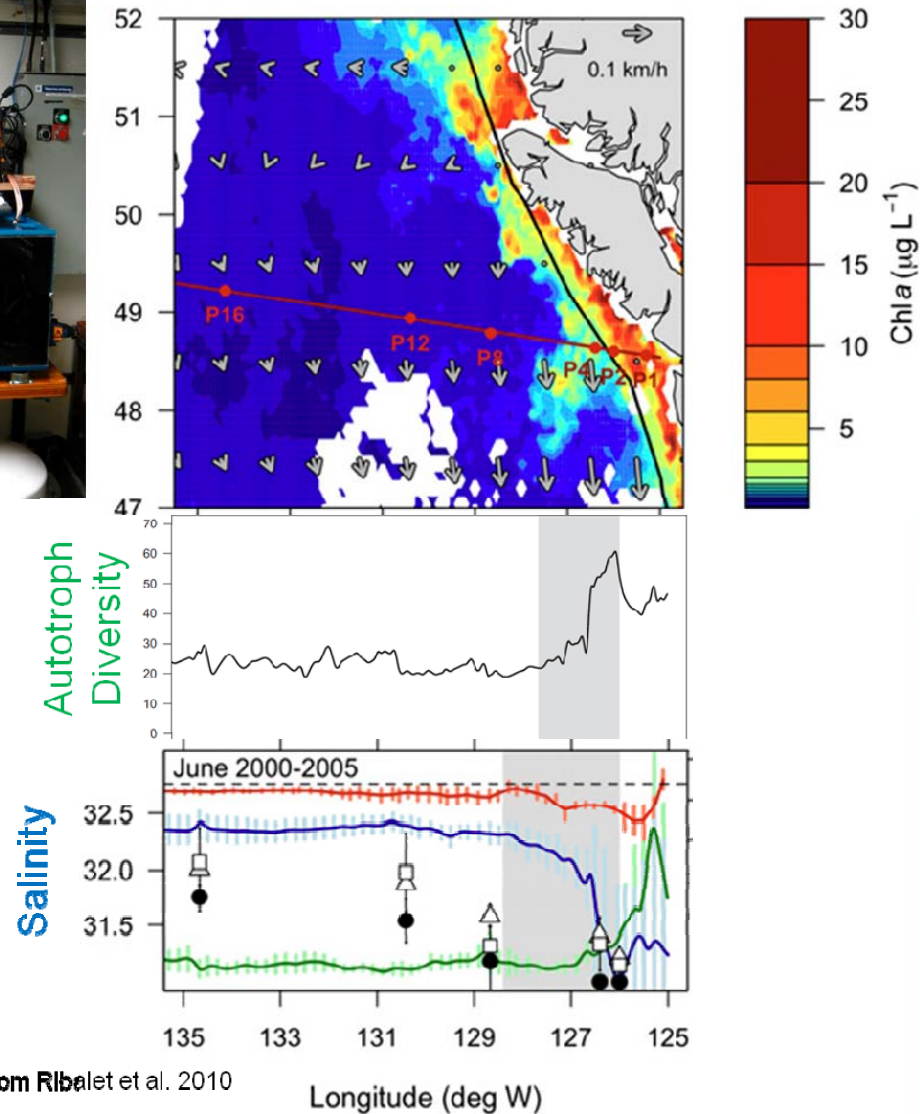 52
51
50
49
48
47
0.1 km/h
P16
P12
P8
P4
P2
P1
30
25
20
15
10
5
Chl a (µg L⁻¹)
Autotroph
Diversity
70
60
50
40
30
20
10
0
June 2000-2005
Salinity
32.5
32.0
31.5
135 133 131 129 127 125
om Ribalet et al. 2010
Longitude (deg W)